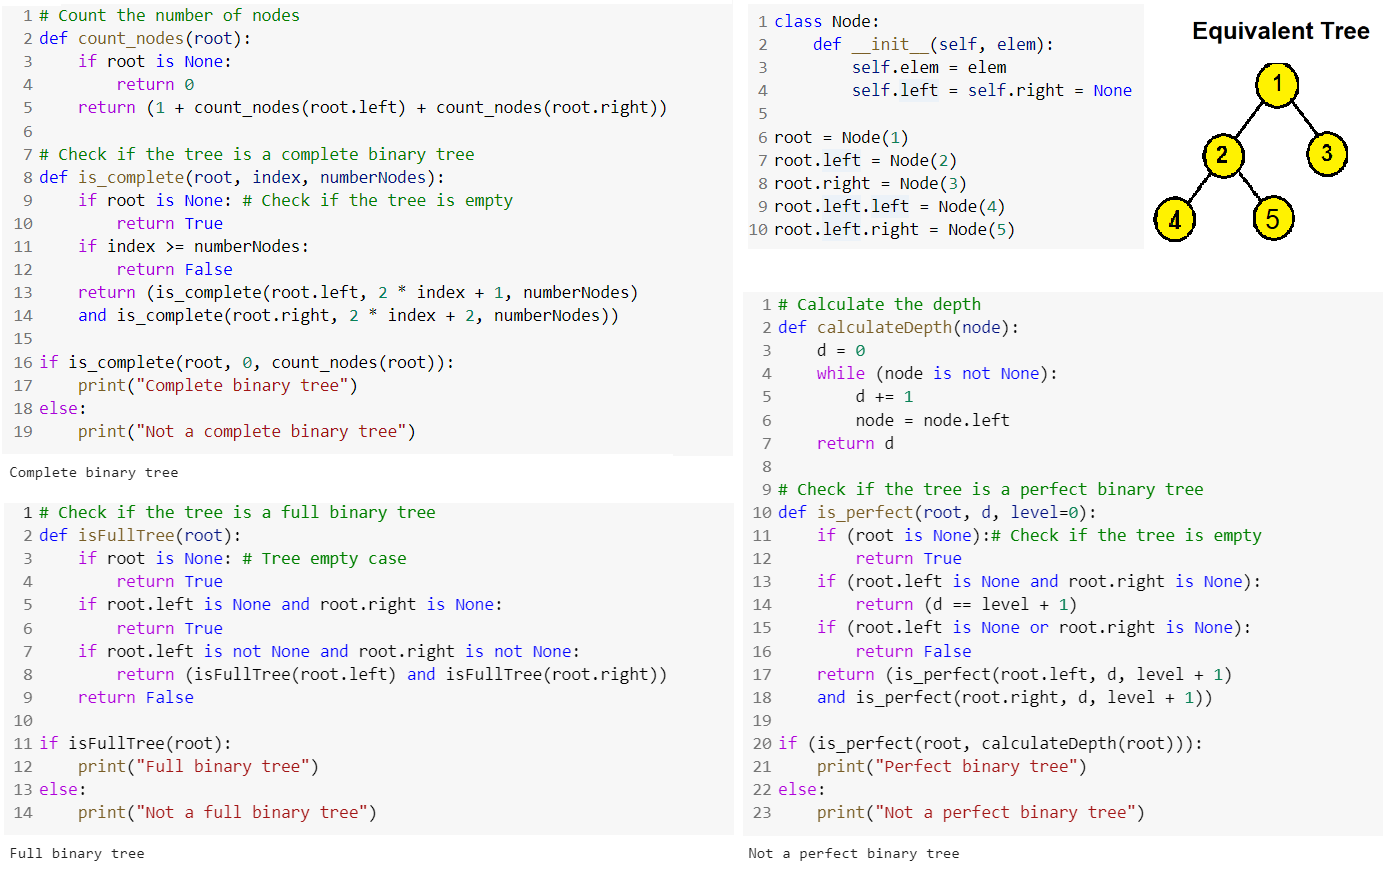 1 # Count the number of nodes
2 def count_nodes(root):
3     if root is None:
4         return 0
5     return (1 + count_nodes(root.left) + count_nodes(root.right))
6
7 # Check if the tree is a complete binary tree
8 def is_complete(root, index, numberNodes):
9     if root is None: # Check if the tree is empty
10         return True
11     if index >= numberNodes:
12         return False
13     return (is_complete(root.left, 2 * index + 1, numberNodes)
14     and is_complete(root.right, 2 * index + 2, numberNodes))
15
16 if is_complete(root, 0, count_nodes(root)):
17     print("Complete binary tree")
18 else:
19     print("Not a complete binary tree")
Complete binary tree
1 # Check if the tree is a full binary tree
2 def isFullTree(root):
3     if root is None: # Tree empty case
4         return True
5     if root.left is None and root.right is None:
6         return True
7     if root.left is not None and root.right is not None:
8         return (isFullTree(root.left) and isFullTree(root.right))
9     return False
10
11 if isFullTree(root):
12     print("Full binary tree")
13 else:
14     print("Not a full binary tree")
Full binary tree
1 class Node:
2     def __init__(self, elem):
3         self.elem = elem
4         self.left = self.right = None
5
6 root = Node(1)
7 root.left = Node(2)
8 root.right = Node(3)
9 root.left.left = Node(4)
10 root.left.right = Node(5)
Equivalent Tree
1
2 3
4 5
1 # Calculate the depth
2 def calculateDepth(node):
3     d = 0
4     while (node is not None):
5         d += 1
6         node = node.left
7     return d
8
9 # Check if the tree is a perfect binary tree
10 def is_perfect(root, d, level=0):
11     if (root is None):# Check if the tree is empty
12         return True
13     if (root.left is None and root.right is None):
14         return (d == level + 1)
15     if (root.left is None or root.right is None):
16         return False
17     return (is_perfect(root.left, d, level + 1)
18     and is_perfect(root.right, d, level + 1))
19
20 if (is_perfect(root, calculateDepth(root))):
21     print("Perfect binary tree")
22 else:
23     print("Not a perfect binary tree")
Not a perfect binary tree